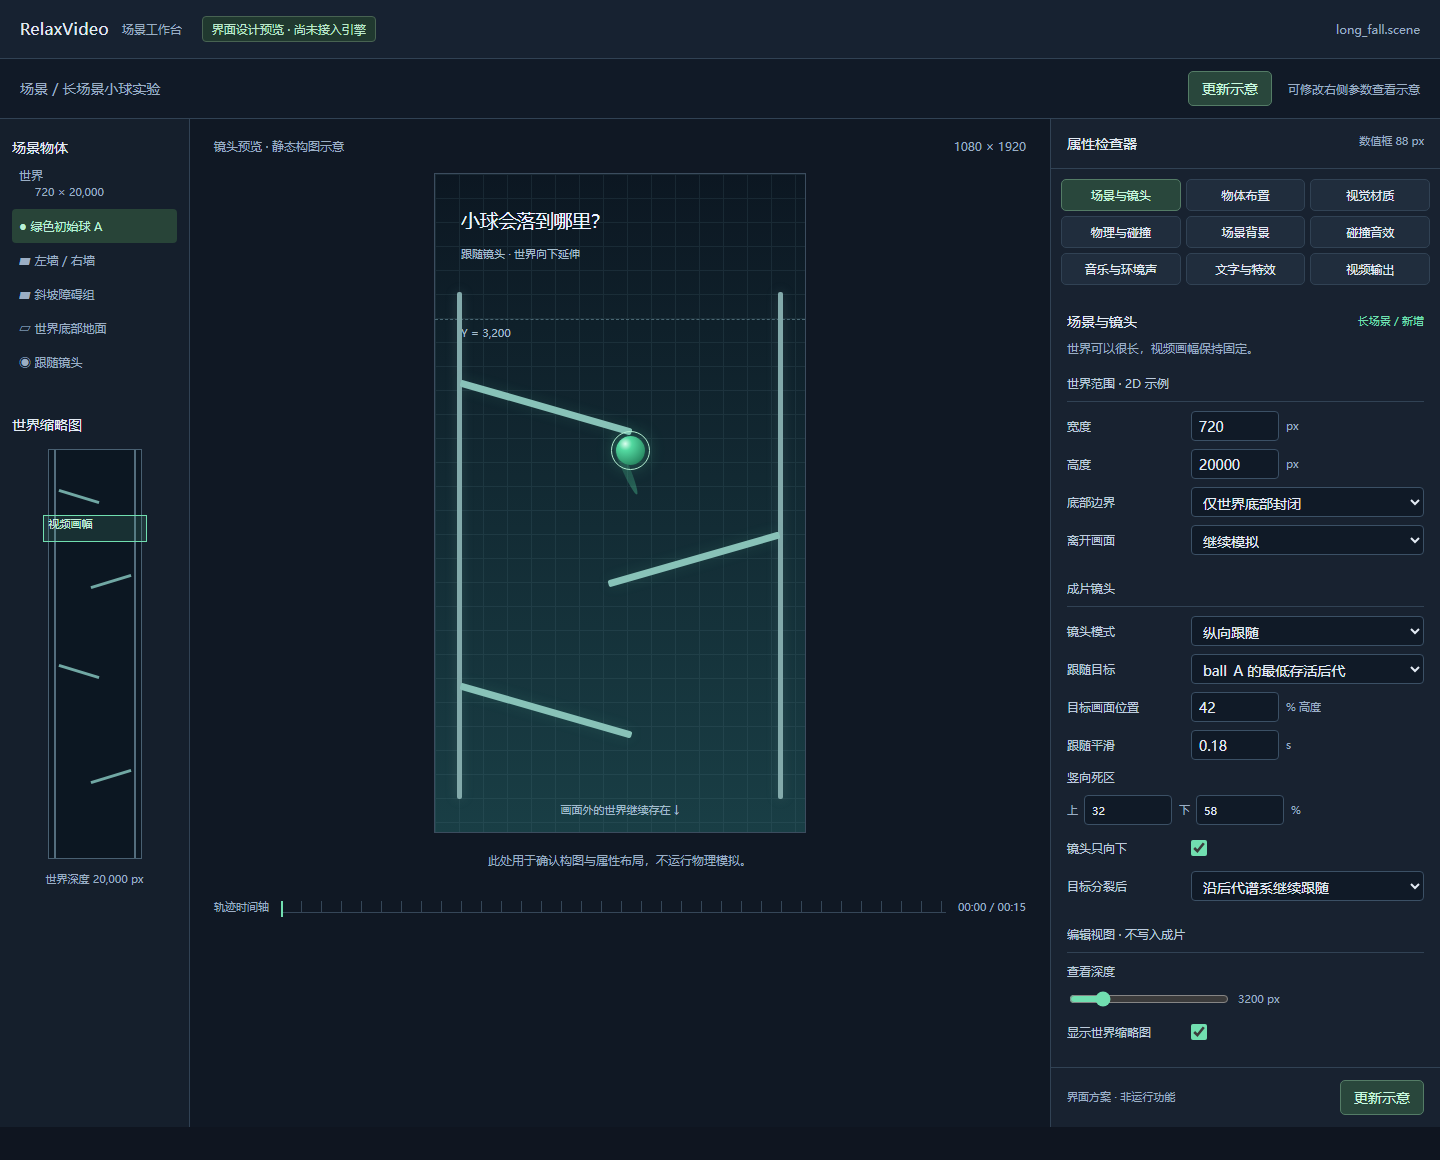 RelaxVideo 场景工作台 界面设计预览 · 尚未接入引擎 long_fall.scene
场景 / 长场景小球实验 更新示意 可修改右侧参数查看示意
场景物体
世界
720 × 20,000
绿色初始球 A
左墙 / 右墙
斜坡障碍组
世界底部地面
跟随镜头
世界缩略图
视频画幅
世界深度 20,000 px
镜头预览 · 静态构图示意 1080 × 1920
小球会落到哪里?
跟随镜头 · 世界向下延伸
Y = 3,200
画面外的世界继续存在 ↓
此处用于确认构图与属性布局，不运行物理模拟。
轨迹时间轴 00:00 / 00:15
属性检查器 数值框 88 px
场景与镜头 物体布置 视觉材质
物理与碰撞 场景背景 碰撞音效
音乐与环境声 文字与特效 视频输出
场景与镜头 长场景 / 新增
世界可以很长，视频画幅保持固定。
世界范围 · 2D 示例
宽度 720 px
高度 20000 px
底部边界 仅世界底部封闭
离开画面 继续模拟
成片镜头
镜头模式 纵向跟随
跟随目标 ball_A 的最低存活后代
目标画面位置 42 % 高度
跟随平滑 0.18 s
竖向死区
上 32 下 58 %
镜头只向下
目标分裂后 沿后代谱系继续跟随
编辑视图 · 不写入成片
查看深度
3200 px
显示世界缩略图
界面方案 · 非运行功能 更新示意